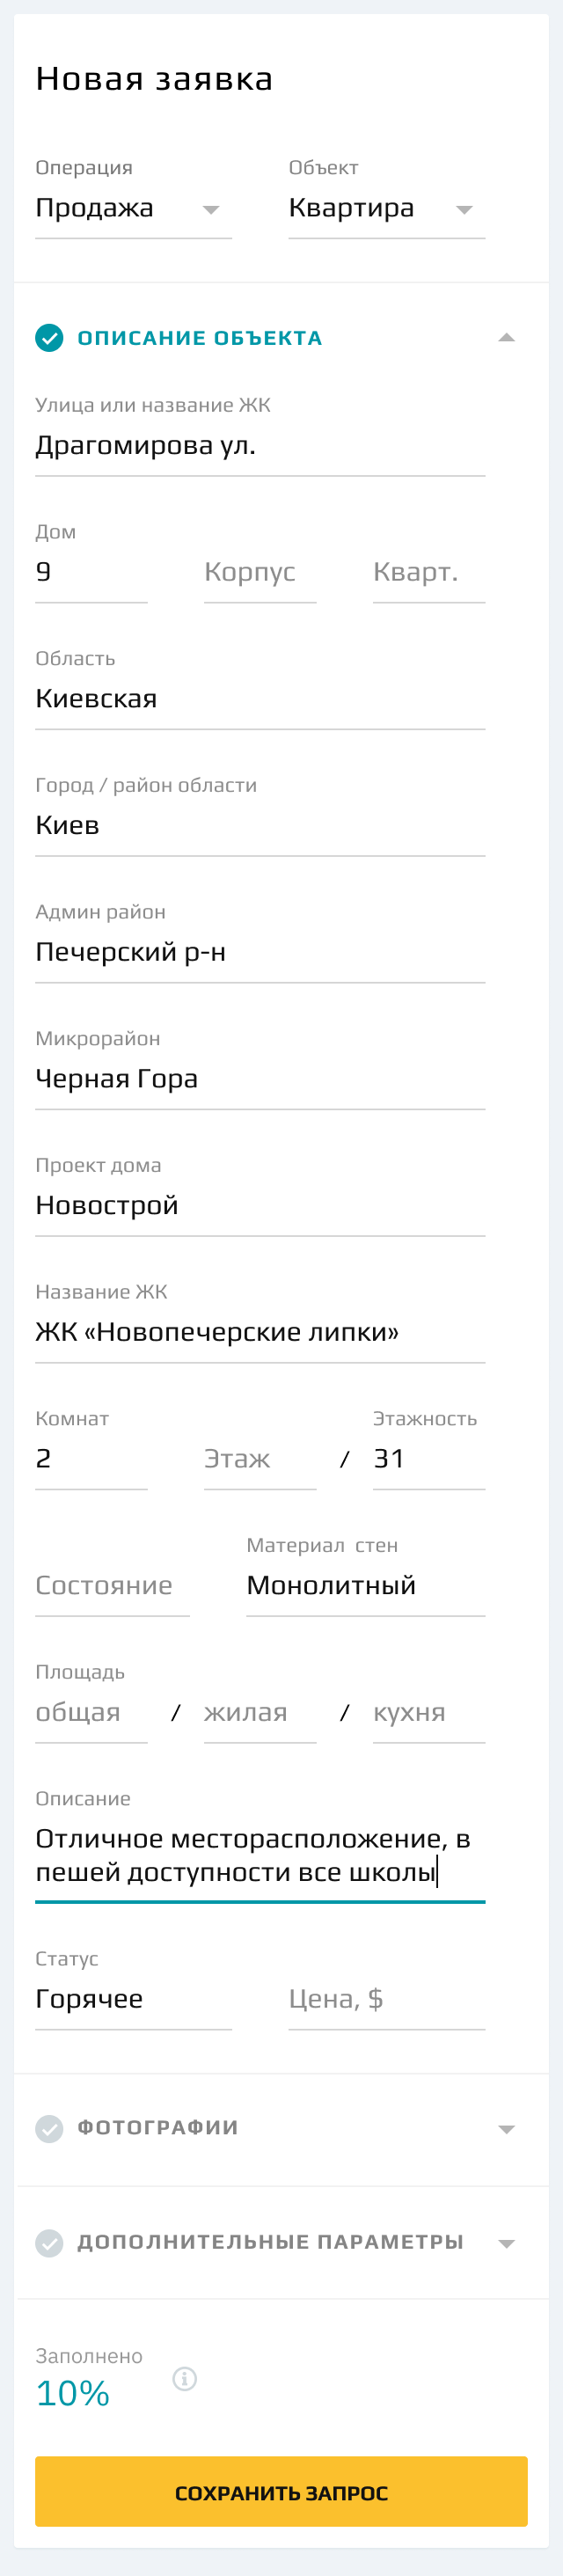 Новая заявка
Операция Объект
Продажа Квартира
ОПИСАНИЕ ОБЪЕКТА
Улица или название ЖК
Драгомирова ул.
Дом
9 Корпус Кварт.
Область
Киевская
Город / район области
Киев
Админ район
Печерский р-н
Микрорайон
Черная Гора
Проект дома
Новострой
Название ЖК
ЖК «Новопечерские липки»
Комнат Этажность
2 Этаж / 31
Материал стен
Состояние Монолитный
Площадь
общая / жилая / кухня
Описание
Отличное месторасположение, в
пешей доступности все школы
Статус
Горячее Цена, $
ФОТОГРАФИИ
ДОПОЛНИТЕЛЬНЫЕ ПАРАМЕТРЫ
Заполнено
10%
СОХРАНИТЬ ЗАПРОС